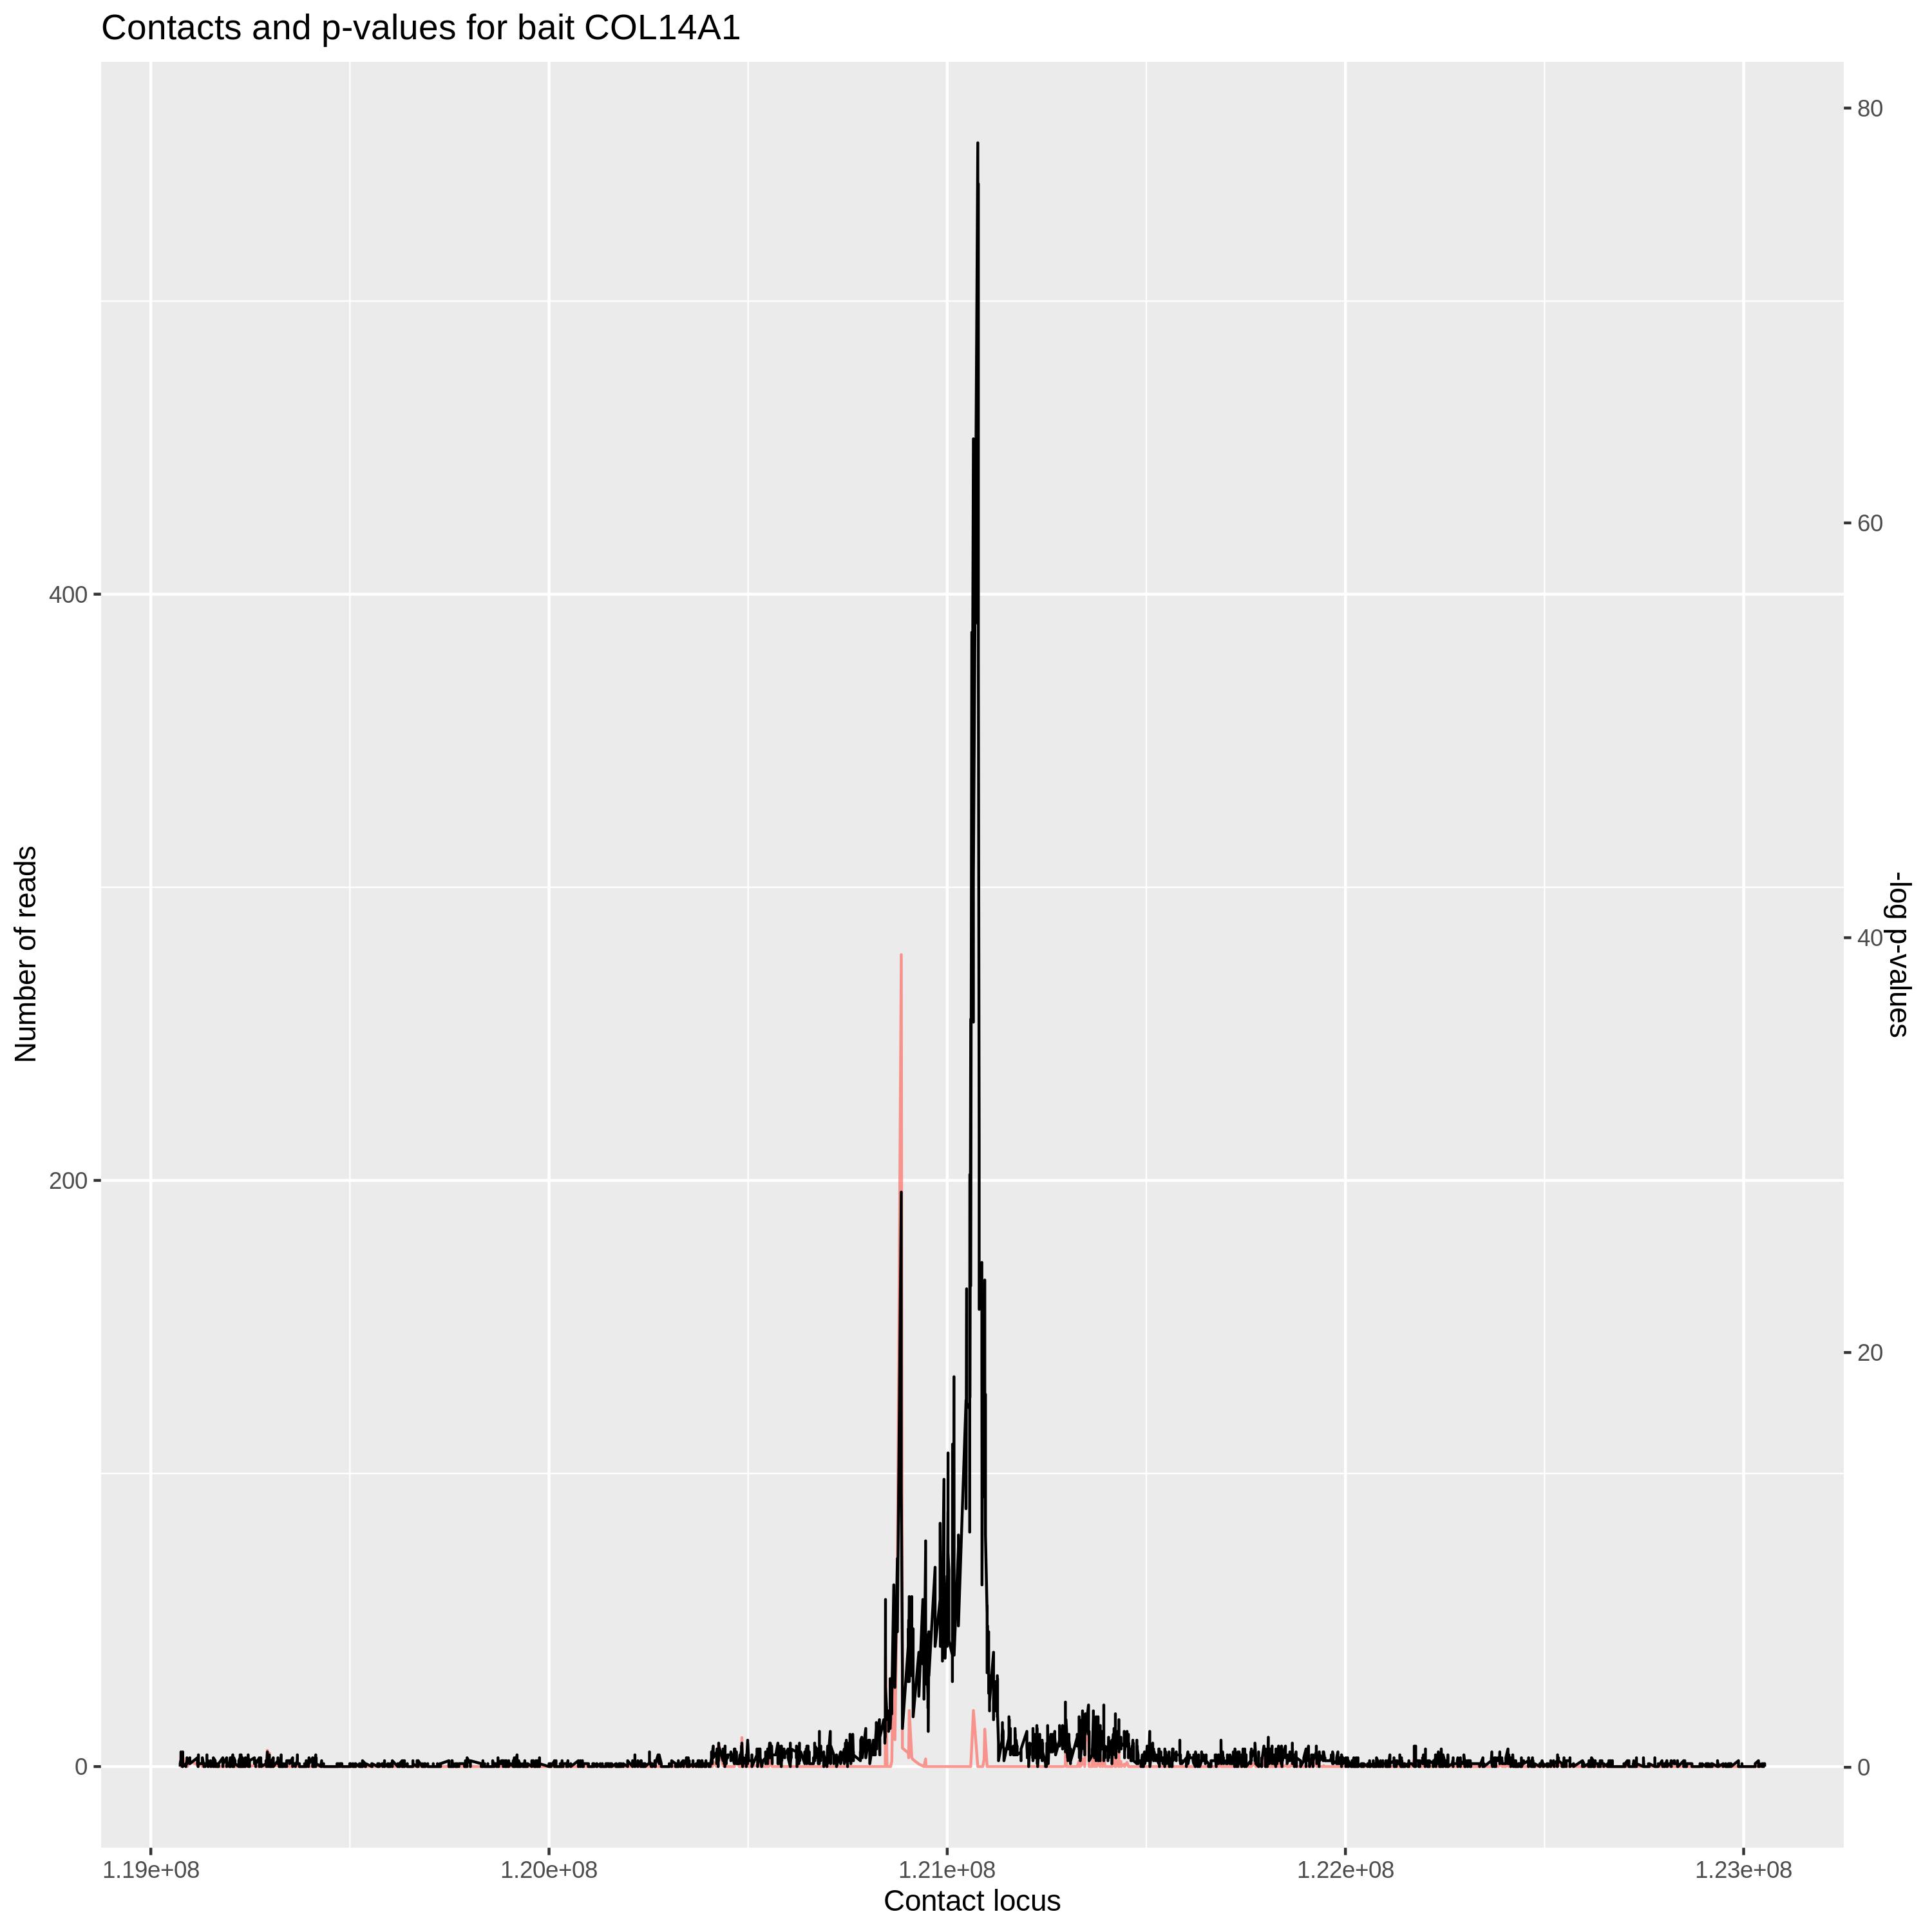 Contacts and p-values for bait COL14A1
80
60
400
40
Number of reads
-log p-values
200
20
0
0
1.19e+08 1.20e+08 1.21e+08 1.22e+08 1.23e+08
Contact locus